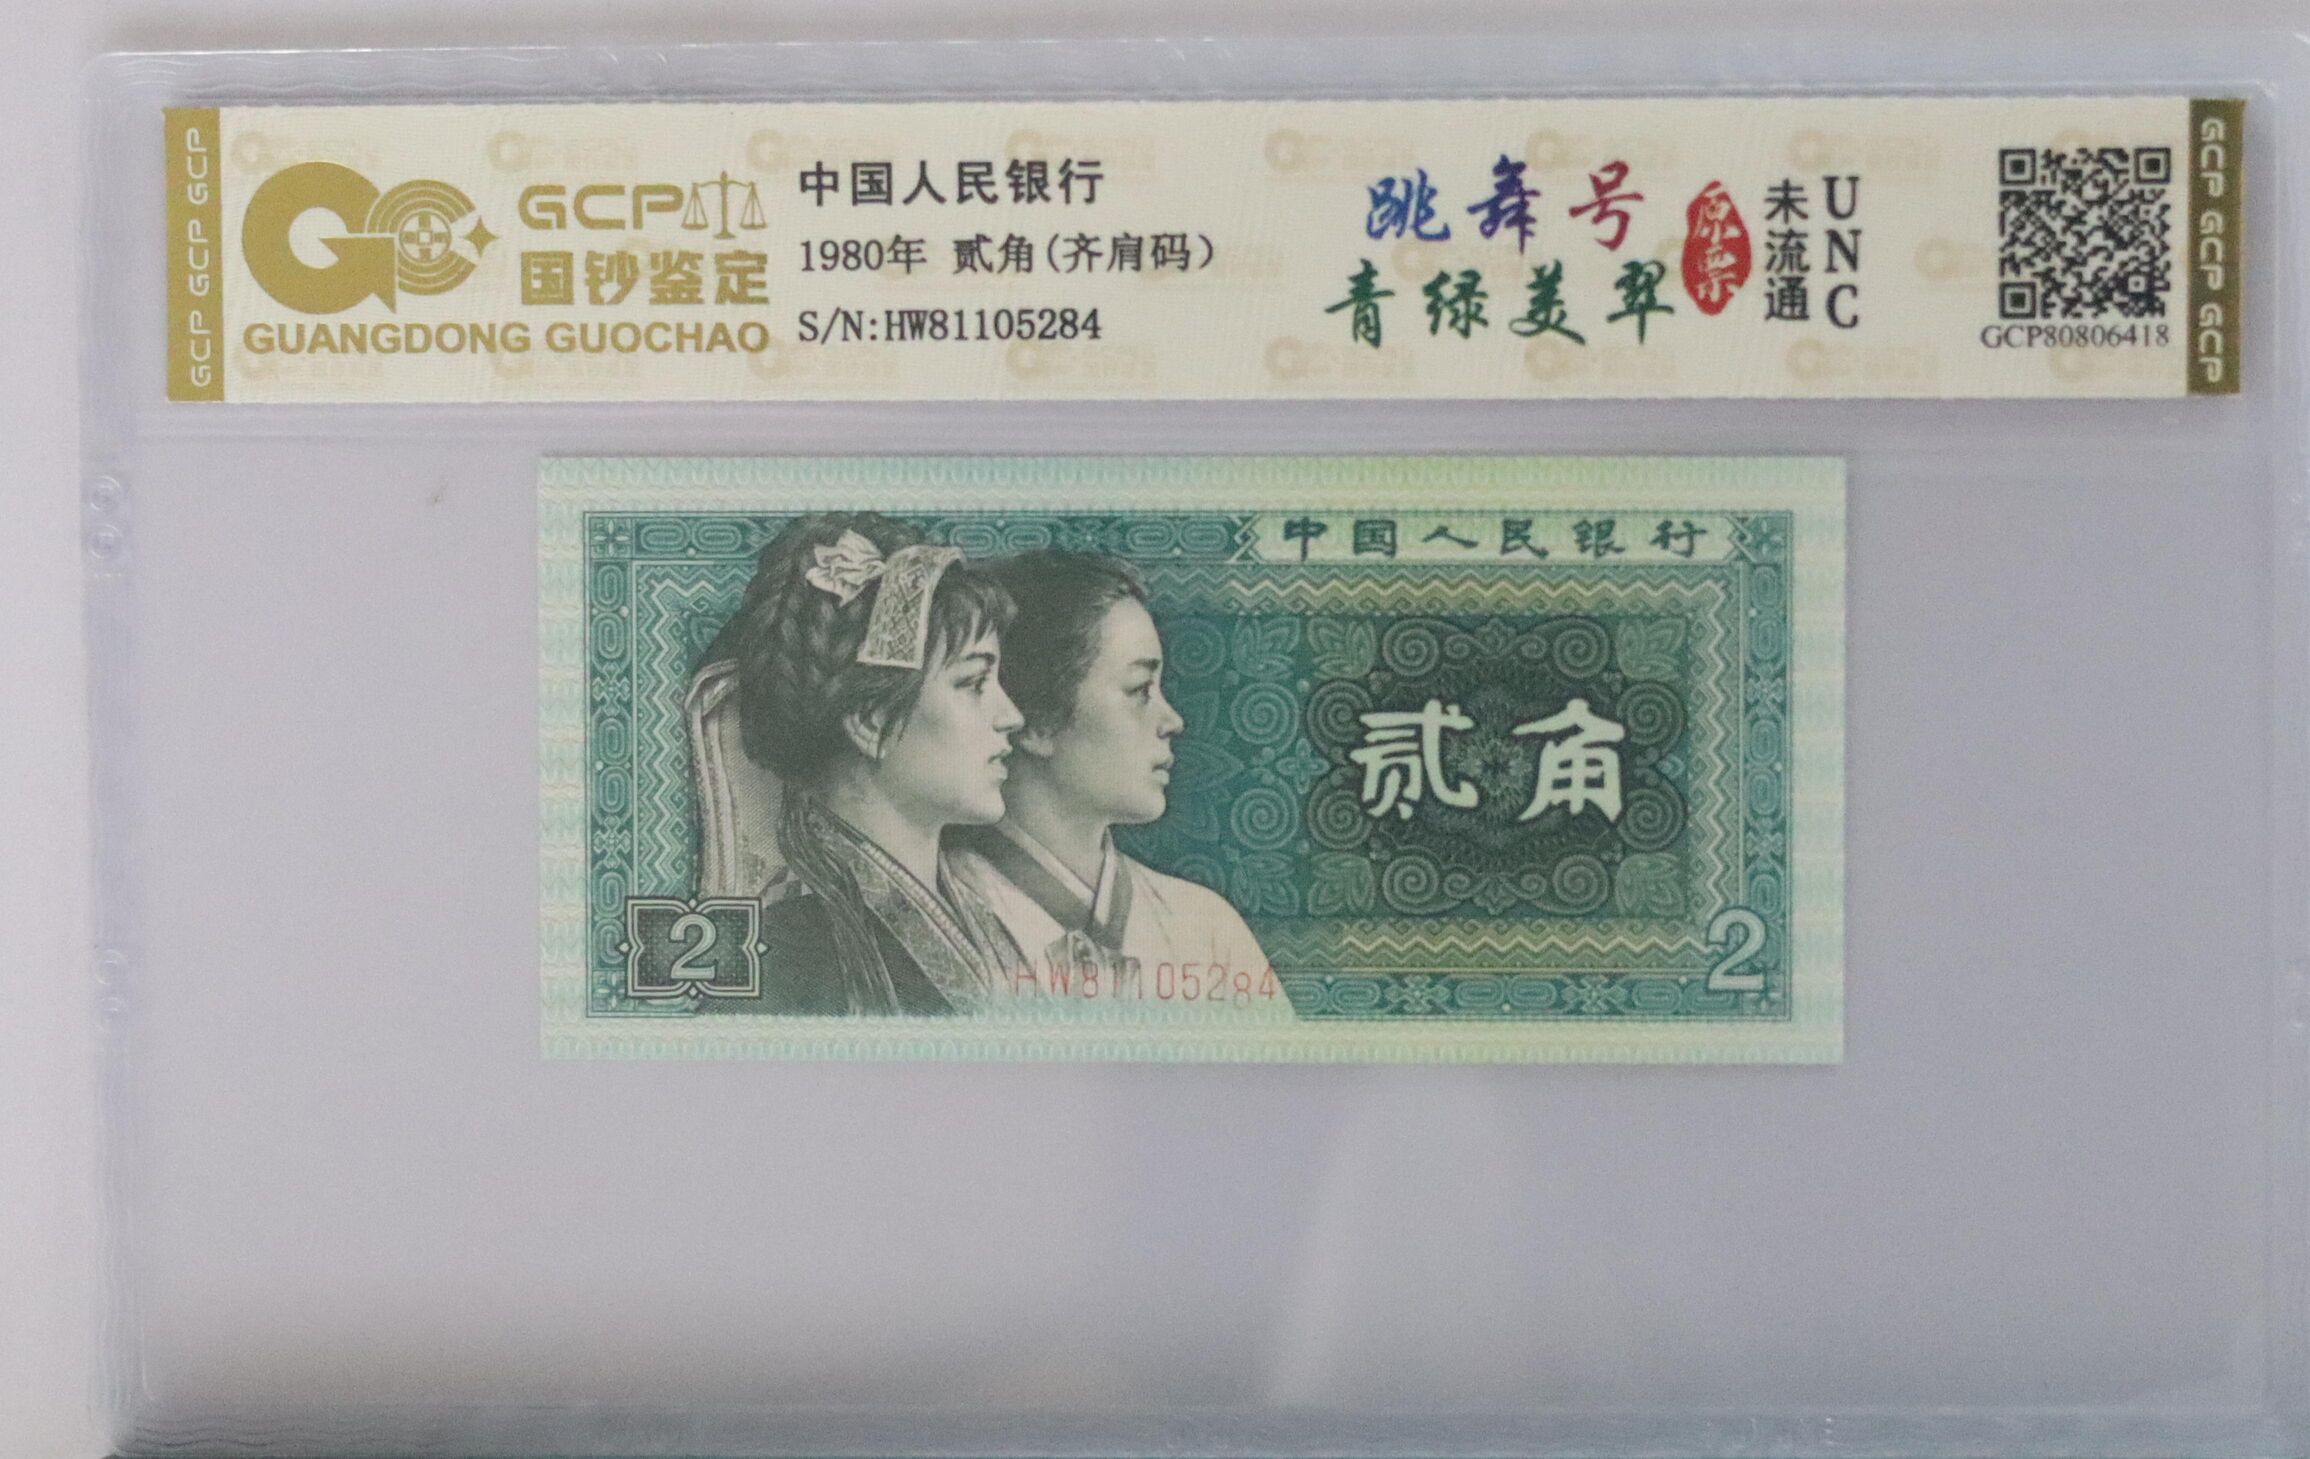 GCP GCP GCP
GCP
国钞鉴定
GUANGDONG GUOCHAO
中国人民银行
1980年 贰角(齐肩码)
S/N:HW81105284
跳舞号
青绿美翠
原票
未流通
UNC
GCP80806418
GCP GCP GCP
中国人民银行
贰角
2
HW81105284
2